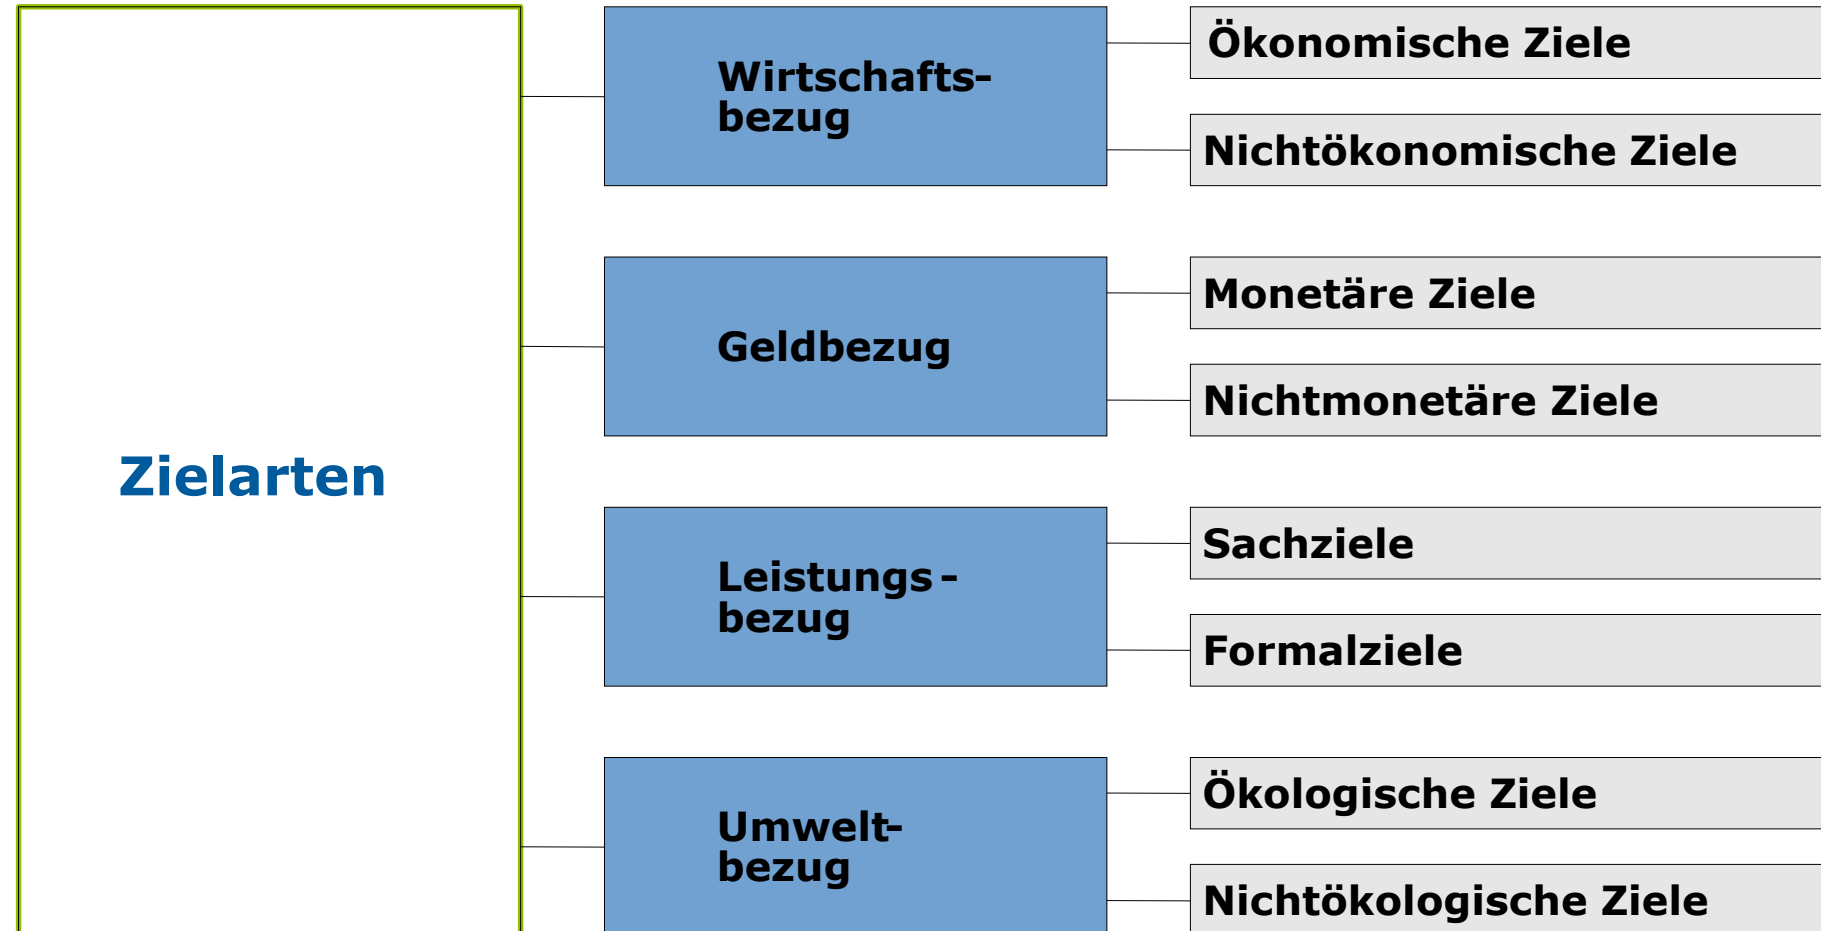 Zielarten
Wirtschafts-
bezug
Ökonomische Ziele
Nichtökonomische Ziele
Geldbezug
Monetäre Ziele
Nichtmonetäre Ziele
Leistungs-
bezug
Sachziele
Formalziele
Umwelt-
bezug
Ökologische Ziele
Nichtökologische Ziele